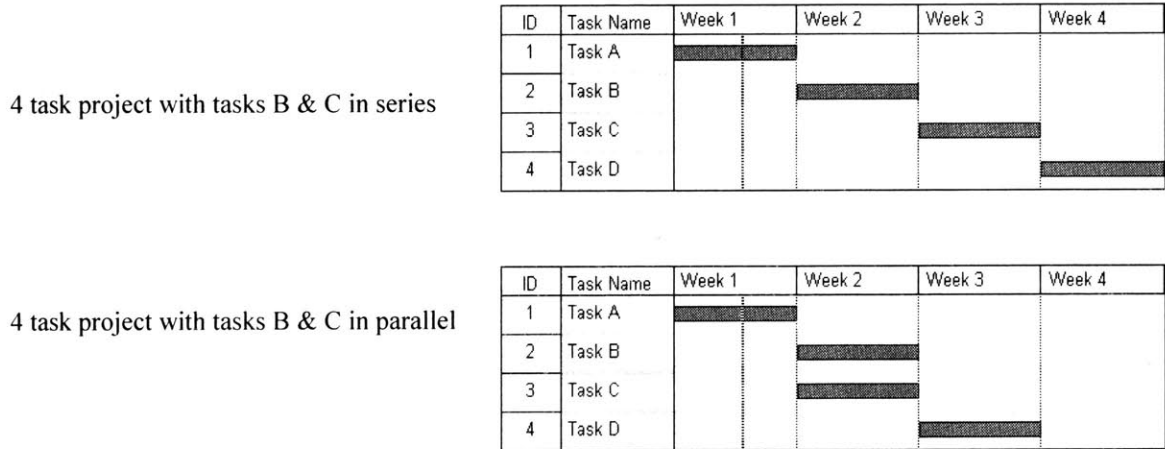 4 task project with tasks B & C in series
ID Task Name Week 1 Week 2 Week 3 Week 4
1 Task A
2 Task B
3 Task C
4 Task D
4 task project with tasks B & C in parallel
ID Task Name Week 1 Week 2 Week 3 Week 4
1 Task A
2 Task B
3 Task C
4 Task D